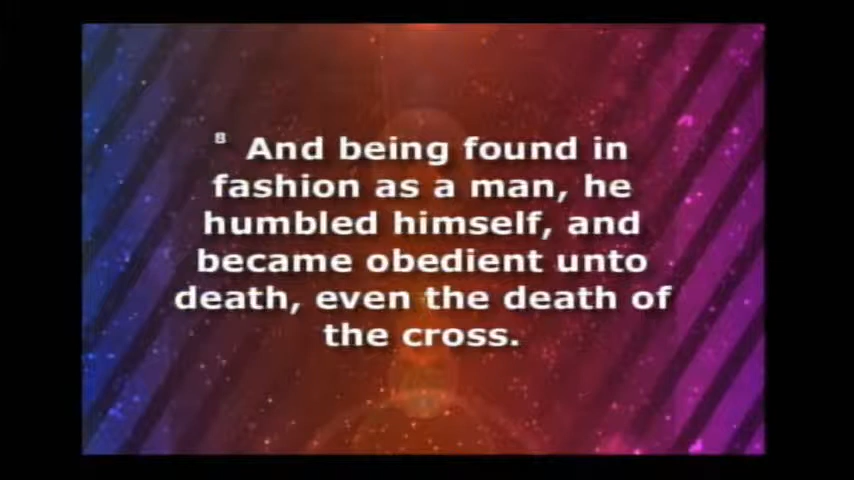 8 And being found in
fashion as a man, he
humbled himself, and
became obedient unto
death, even the death of
the cross.